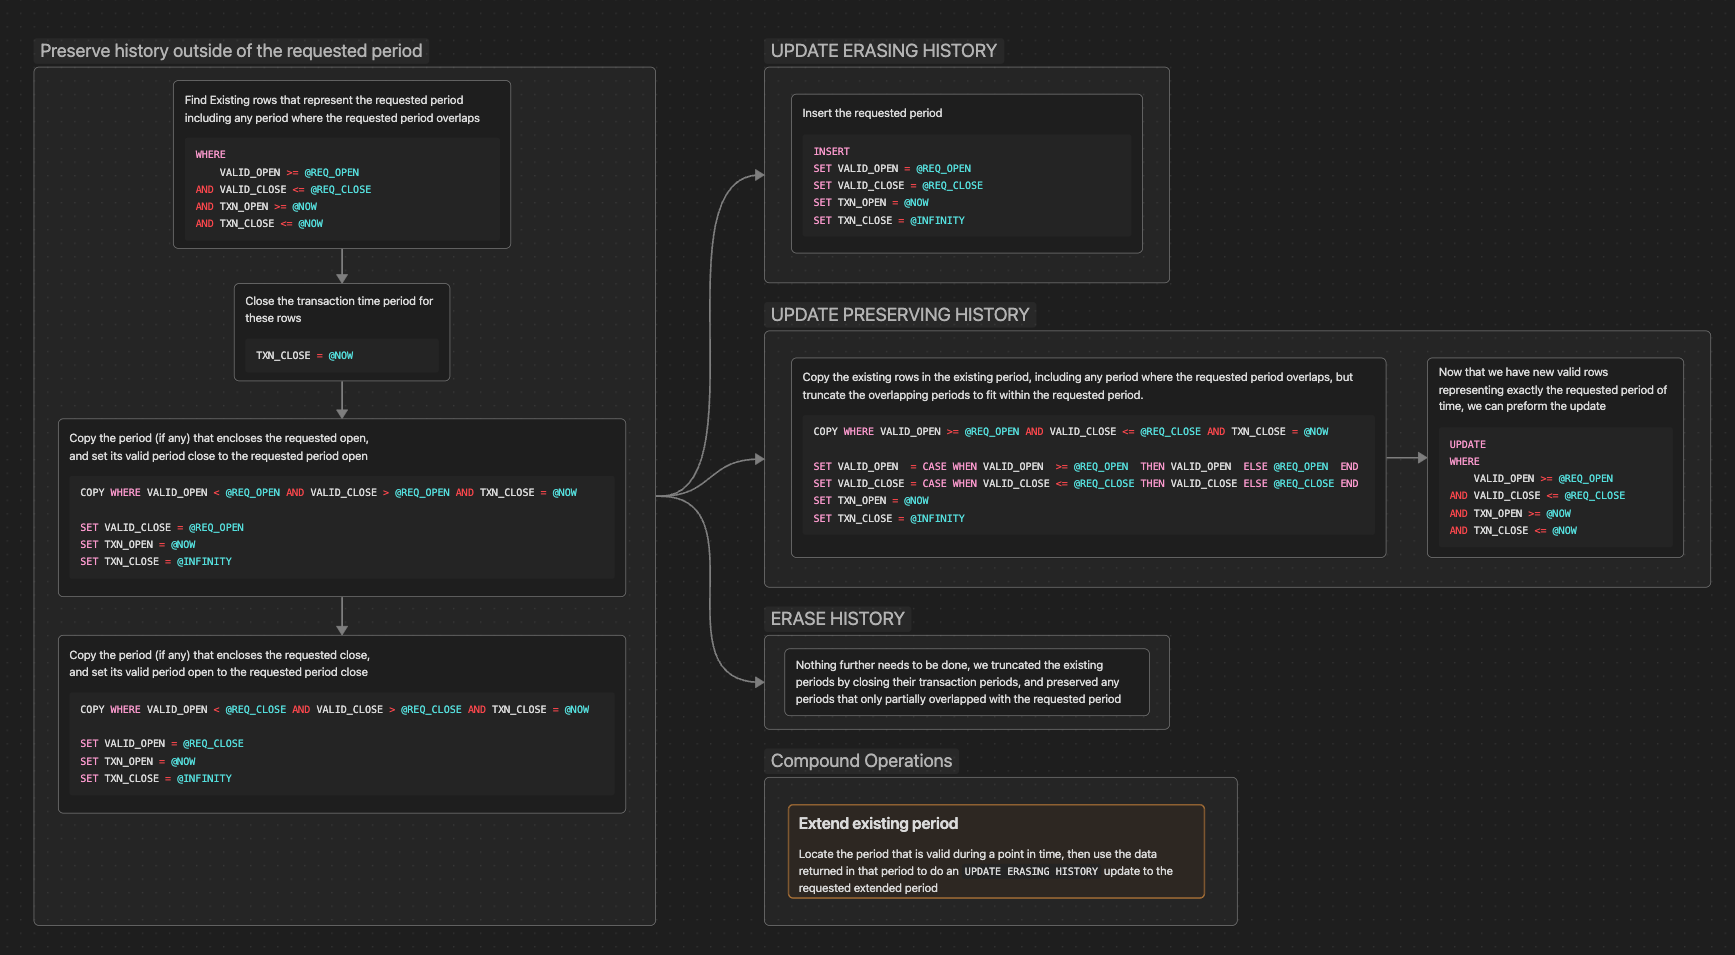 Preserve history outside of the requested period
Find Existing rows that represent the requested period
including any period where the requested period overlaps
WHERE
VALID_OPEN >= @REQ_OPEN
AND VALID_CLOSE <= @REQ_CLOSE
AND TXN_OPEN >= @NOW
AND TXN_CLOSE <= @NOW
Close the transaction time period for
these rows
TXN_CLOSE = @NOW
Copy the period (if any) that encloses the requested open,
and set its valid period close to the requested period open
COPY WHERE VALID_OPEN < @REQ_OPEN AND VALID_CLOSE > @REQ_OPEN AND TXN_CLOSE = @NOW
SET VALID_CLOSE = @REQ_OPEN
SET TXN_OPEN = @NOW
SET TXN_CLOSE = @INFINITY
Copy the period (if any) that encloses the requested close,
and set its valid period open to the requested period close
COPY WHERE VALID_OPEN < @REQ_CLOSE AND VALID_CLOSE > @REQ_CLOSE AND TXN_CLOSE = @NOW
SET VALID_OPEN = @REQ_CLOSE
SET TXN_OPEN = @NOW
SET TXN_CLOSE = @INFINITY
UPDATE ERASING HISTORY
Insert the requested period
INSERT
SET VALID_OPEN = @REQ_OPEN
SET VALID_CLOSE = @REQ_CLOSE
SET TXN_OPEN = @NOW
SET TXN_CLOSE = @INFINITY
UPDATE PRESERVING HISTORY
Copy the existing rows in the existing period, including any period where the requested period overlaps, but
truncate the overlapping periods to fit within the requested period.
COPY WHERE VALID_OPEN >= @REQ_OPEN AND VALID_CLOSE <= @REQ_CLOSE AND TXN_CLOSE = @NOW
SET VALID_OPEN = CASE WHEN VALID_OPEN >= @REQ_OPEN THEN VALID_OPEN ELSE @REQ_OPEN END
SET VALID_CLOSE = CASE WHEN VALID_CLOSE <= @REQ_CLOSE THEN VALID_CLOSE ELSE @REQ_CLOSE END
SET TXN_OPEN = @NOW
SET TXN_CLOSE = @INFINITY
Now that we have new valid rows
representing exactly the requested period of
time, we can preform the update
UPDATE
WHERE
VALID_OPEN >= @REQ_OPEN
AND VALID_CLOSE <= @REQ_CLOSE
AND TXN_OPEN >= @NOW
AND TXN_CLOSE <= @NOW
ERASE HISTORY
Nothing further needs to be done, we truncated the existing
periods by closing their transaction periods, and preserved any
periods that only partially overlapped with the requested period
Compound Operations
Extend existing period
Locate the period that is valid during a point in time, then use the data
returned in that period to do an UPDATE ERASING HISTORY update to the
requested extended period